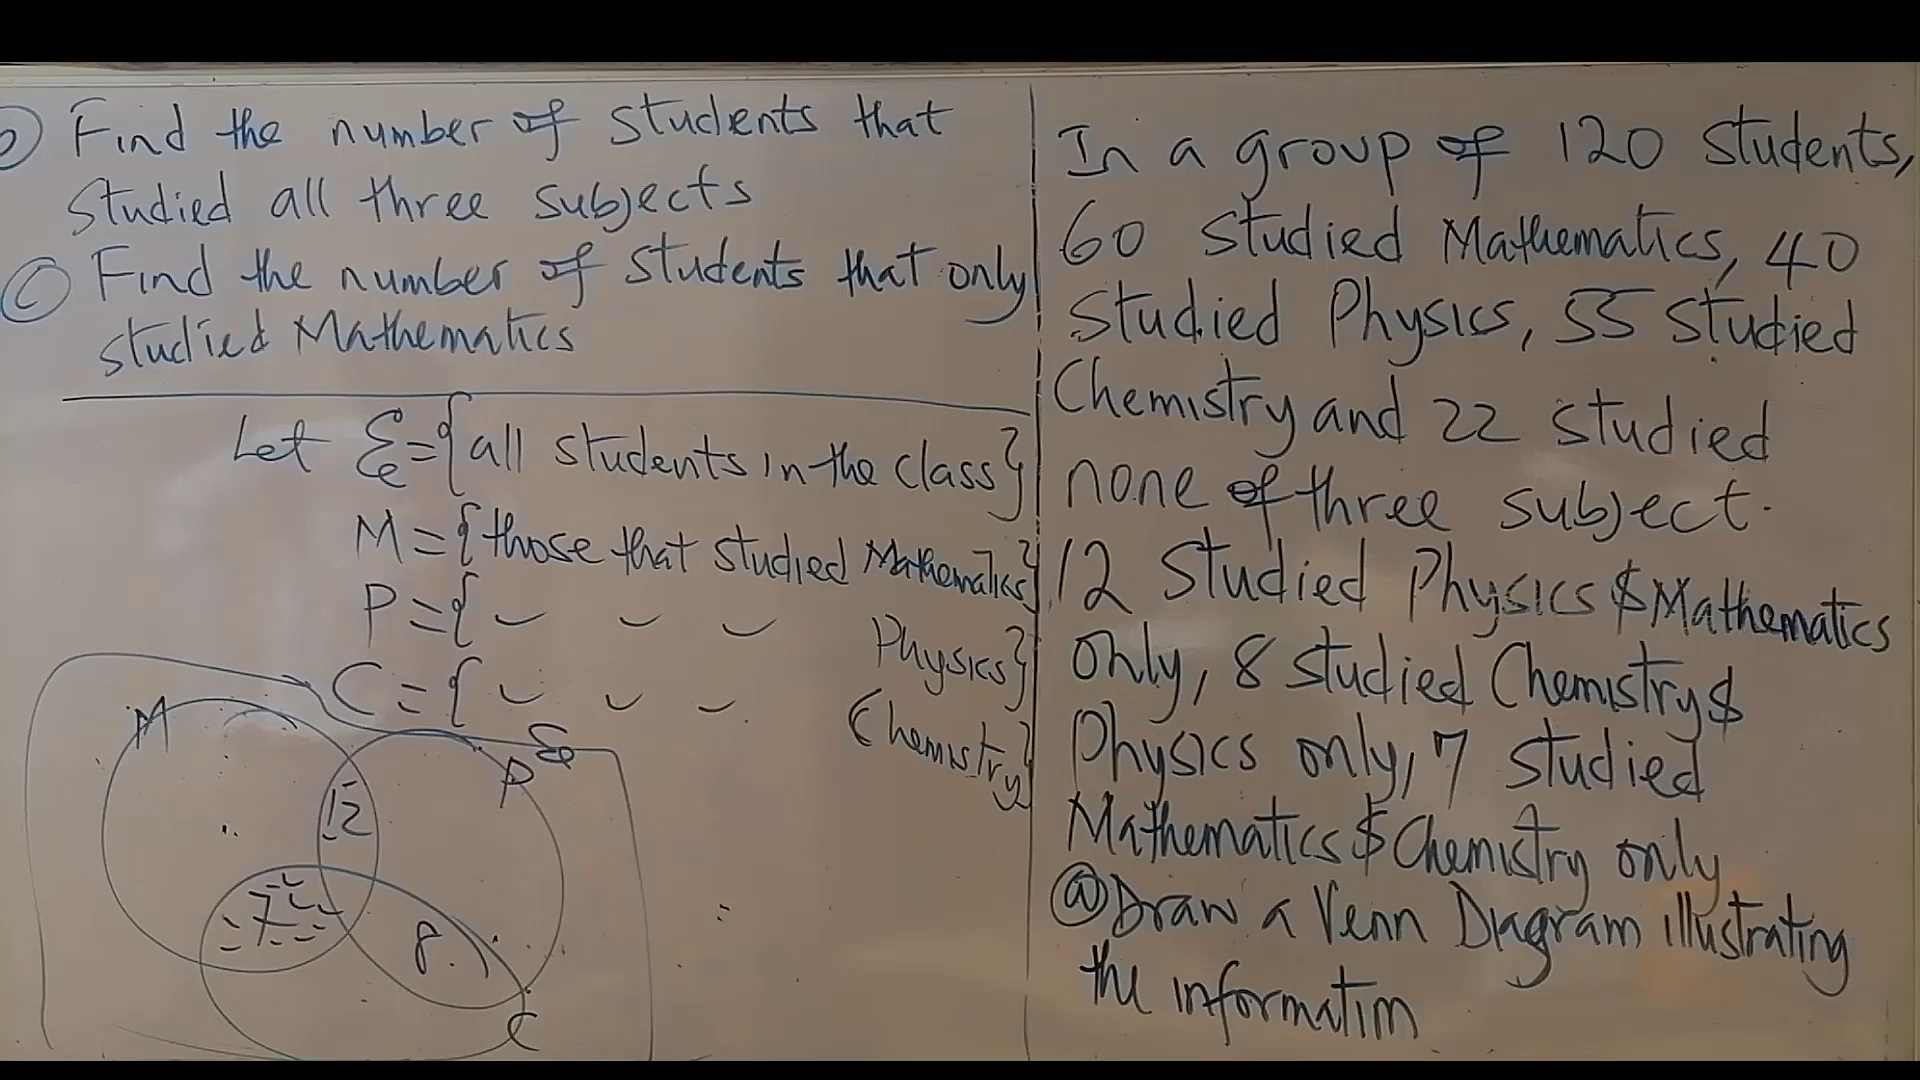 b) Find the number of students that
studied all three subjects
c) Find the number of students that only
studied Mathematics
Let ℰ = {all students in the class}
M = {those that studied Mathematics}
P = { ~ ~ ~ Physics}
C = { ~ ~ ~ Chemistry}
M
ℰ
P
12
7
8
C
In a group of 120 students,
60 studied Mathematics, 40
studied Physics, 55 studied
Chemistry and 22 studied
none of three subject.
12 studied Physics $ Mathematics
only, 8 studied Chemistry $
Physics only, 7 studied
Mathematics $ Chemistry only
(a) Draw a Venn Diagram illustrating
the information